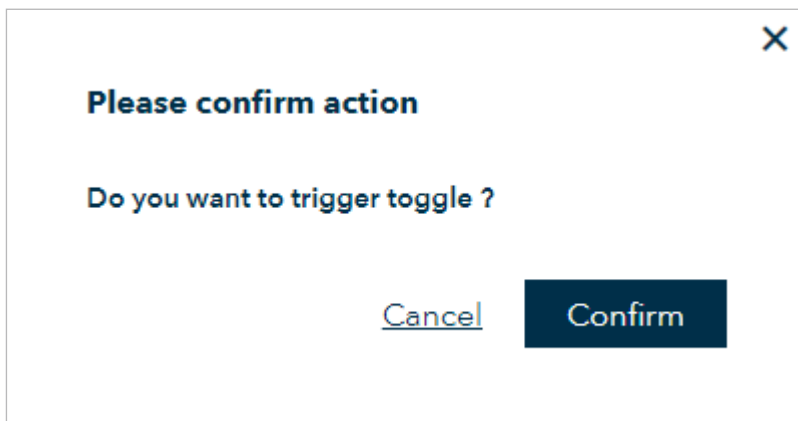 Please confirm action
Do you want to trigger toggle ?
Cancel Confirm